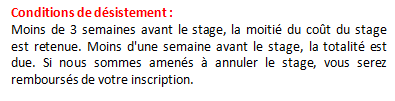 Conditions de désistement :
Moins de 3 semaines avant le stage, la moitié du coût du stage
est retenue. Moins d'une semaine avant le stage, la totalité est
due. Si nous sommes amenés à annuler le stage, vous serez
remboursés de votre inscription.